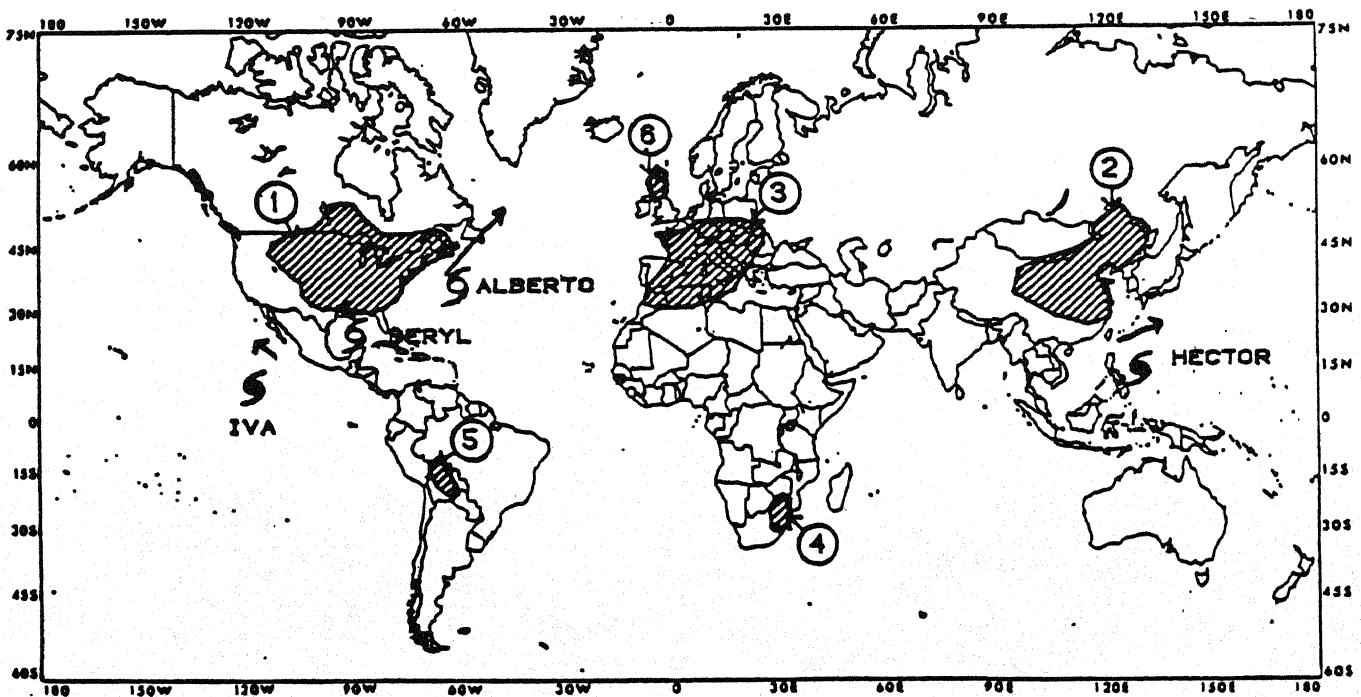 180 150W 120W 90W 60W 30W 0 30E 60E 90E 120E 150E 180
75N 75N
60N 60N
45N 45N
30N 30N
15N 15N
0 0
15S 15S
30S 30S
45S 45S
60S 60S
6
2
3
1
ALBERTO
BERYL
HECTOR
IVA
5
4
180 150W 120W 90W 60W 30W 0 30E 60E 90E 120E 150E 180